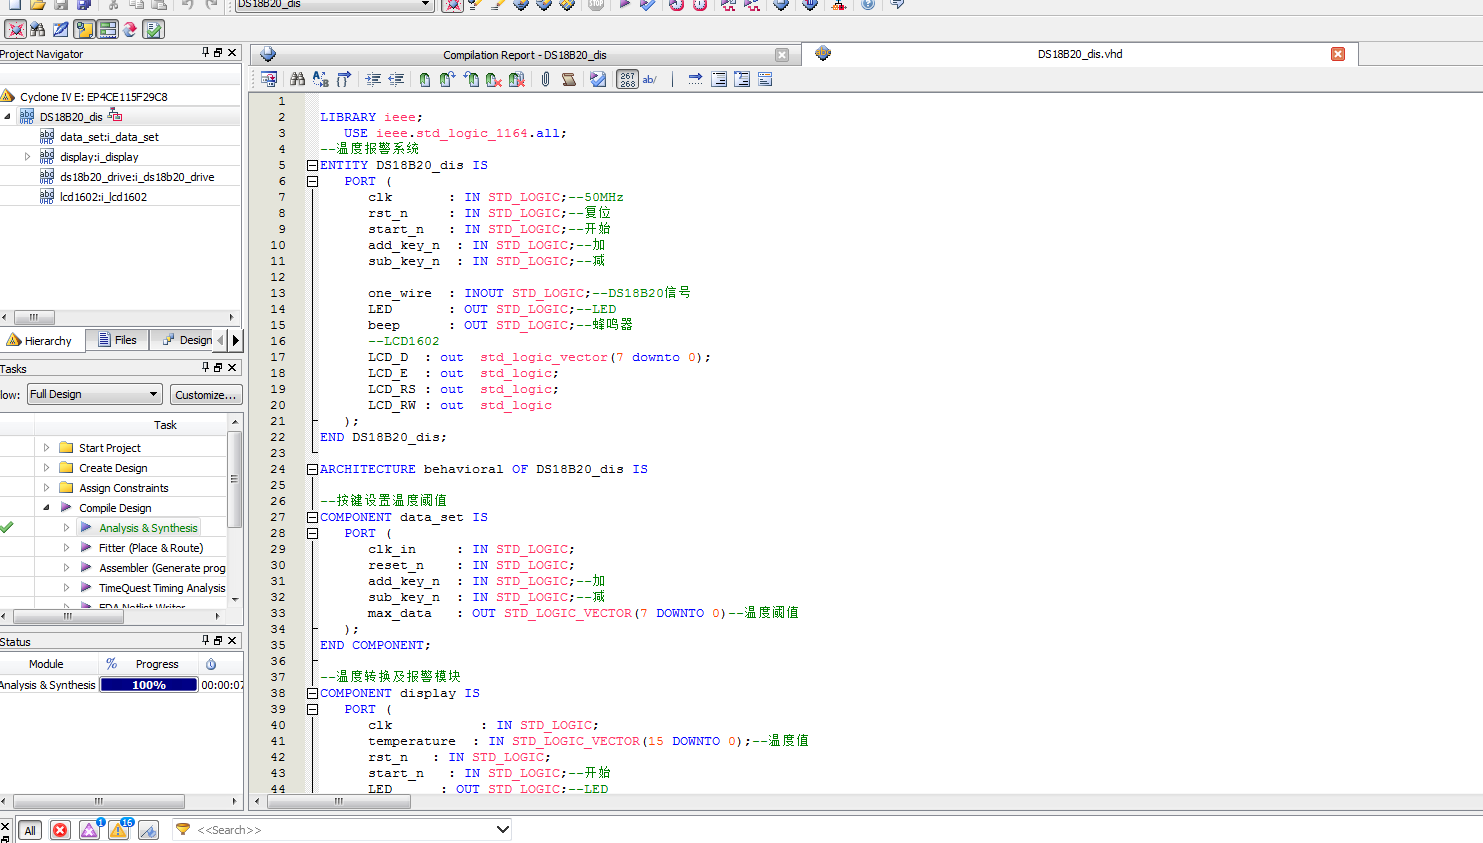 DS18B20_dis
Project Navigator
Compilation Report - DS18B20_dis
DS18B20_dis.vhd
Cyclone IV E: EP4CE115F29C8
DS18B20_dis
data_set:i_data_set
display:i_display
ds18b20_drive:i_ds18b20_drive
lcd1602:i_lcd1602
Hierarchy
Files
Design
Tasks
low:
Full Design
Customize...
Task
Start Project
Create Design
Assign Constraints
Compile Design
Analysis & Synthesis
Fitter (Place & Route)
Assembler (Generate prog
TimeQuest Timing Analysis
EDA Netlist Writer
Status
Module
%
Progress
Analysis & Synthesis
100%
00:00:07
267
268
ab/
1
2 LIBRARY ieee;
3 USE ieee.std_logic_1164.all;
4 --温度报警系统
5 ENTITY DS18B20_dis IS
6 PORT (
7 clk : IN STD_LOGIC;--50MHz
8 rst_n : IN STD_LOGIC;--复位
9 start_n : IN STD_LOGIC;--开始
10 add_key_n : IN STD_LOGIC;--加
11 sub_key_n : IN STD_LOGIC;--减
12
13 one_wire : INOUT STD_LOGIC;--DS18B20信号
14 LED : OUT STD_LOGIC;--LED
15 beep : OUT STD_LOGIC;--蜂鸣器
16 --LCD1602
17 LCD_D : out std_logic_vector(7 downto 0);
18 LCD_E : out std_logic;
19 LCD_RS : out std_logic;
20 LCD_RW : out std_logic
21 );
22 END DS18B20_dis;
23
24 ARCHITECTURE behavioral OF DS18B20_dis IS
25
26 --按键设置温度阈值
27 COMPONENT data_set IS
28 PORT (
29 clk_in : IN STD_LOGIC;
30 reset_n : IN STD_LOGIC;
31 add_key_n : IN STD_LOGIC;--加
32 sub_key_n : IN STD_LOGIC;--减
33 max_data : OUT STD_LOGIC_VECTOR(7 DOWNTO 0)--温度阈值
34 );
35 END COMPONENT;
36
37 --温度转换及报警模块
38 COMPONENT display IS
39 PORT (
40 clk : IN STD_LOGIC;
41 temperature : IN STD_LOGIC_VECTOR(15 DOWNTO 0);--温度值
42 rst_n : IN STD_LOGIC;
43 start_n : IN STD_LOGIC;--开始
44 LED : OUT STD_LOGIC;--LED
All
1
16
<<Search>>